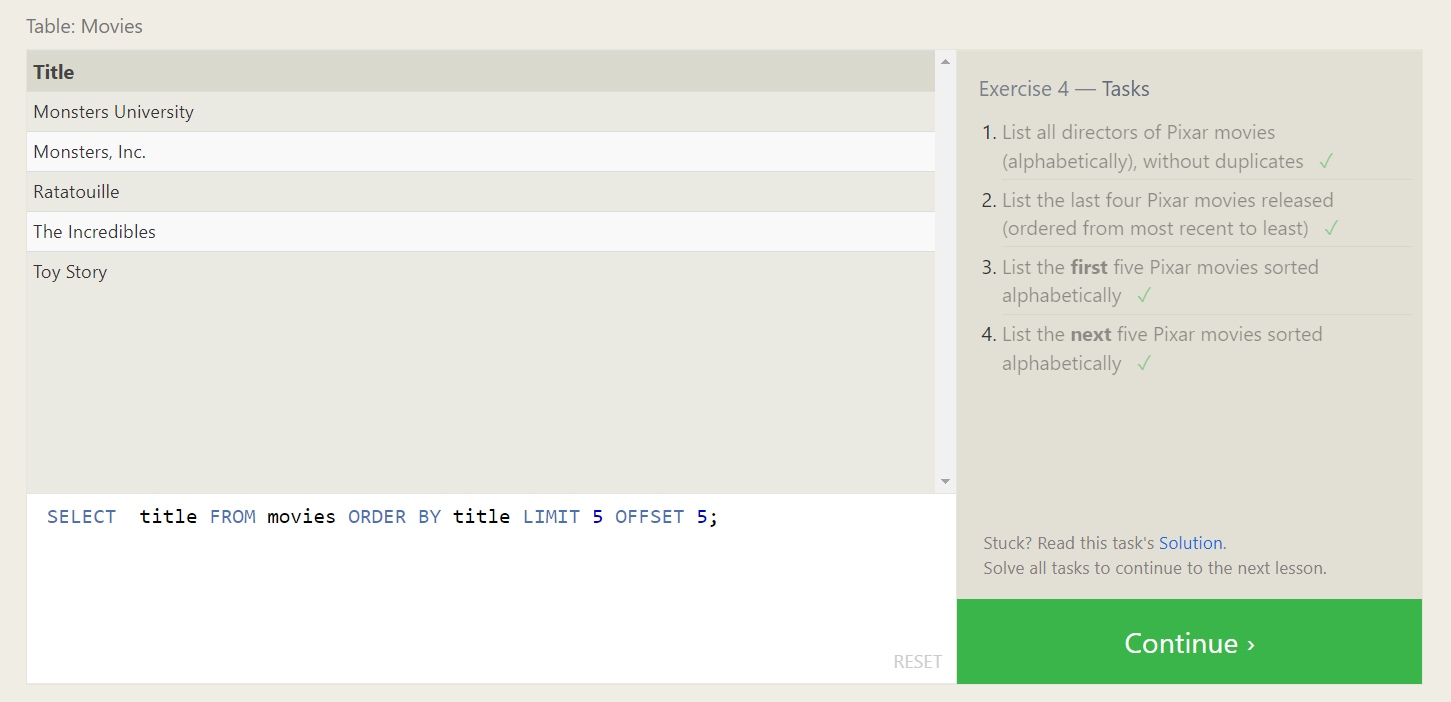 Table: Movies
Title
Monsters University
Monsters, Inc.
Ratatouille
The Incredibles
Toy Story
SELECT  title FROM movies ORDER BY title LIMIT 5 OFFSET 5;
RESET
Exercise 4 — Tasks
1. List all directors of Pixar movies
(alphabetically), without duplicates ✓
2. List the last four Pixar movies released
(ordered from most recent to least) ✓
3. List the first five Pixar movies sorted
alphabetically ✓
4. List the next five Pixar movies sorted
alphabetically ✓
Stuck? Read this task's Solution.
Solve all tasks to continue to the next lesson.
Continue ›